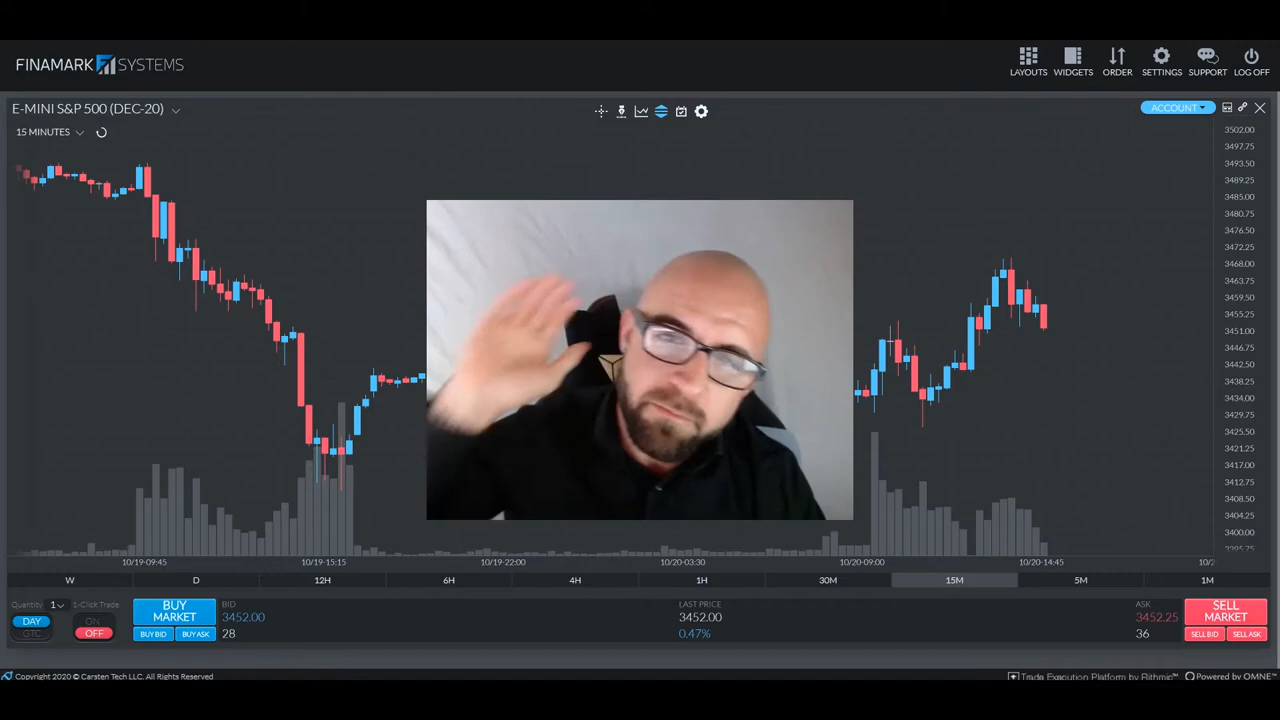 FINAMARK SYSTEMS
LAYOUTS WIDGETS ORDER SETTINGS SUPPORT LOG OFF
E-MINI S&P 500 (DEC-20)
ACCOUNT
15 MINUTES
3502.00
3497.75
3493.50
3489.25
3485.00
3480.75
3476.50
3472.25
3468.00
3463.75
3459.50
3455.25
3451.00
3446.75
3442.50
3438.25
3434.00
3429.75
3425.50
3421.25
3417.00
3412.75
3408.50
3404.25
3400.00
3395.75
10/19-09:45 10/19-15:15 10/19-22:00 10/20-03:30 10/20-09:00 10/20-14:45
W D 12H 6H 4H 1H 30M 15M 5M 1M
Quantity 1 1-Click Trade BUY MARKET BID LAST PRICE ASK SELL MARKET
DAY ON 3452.00 3452.00 3452.25
GTC OFF BUY BID BUY ASK 28 0.47% 36 SELL BID SELL ASK
Copyright 2020 © Carsten Tech LLC. All Rights Reserved Trade Execution Platform by Rithmic™ Powered by OMNE™